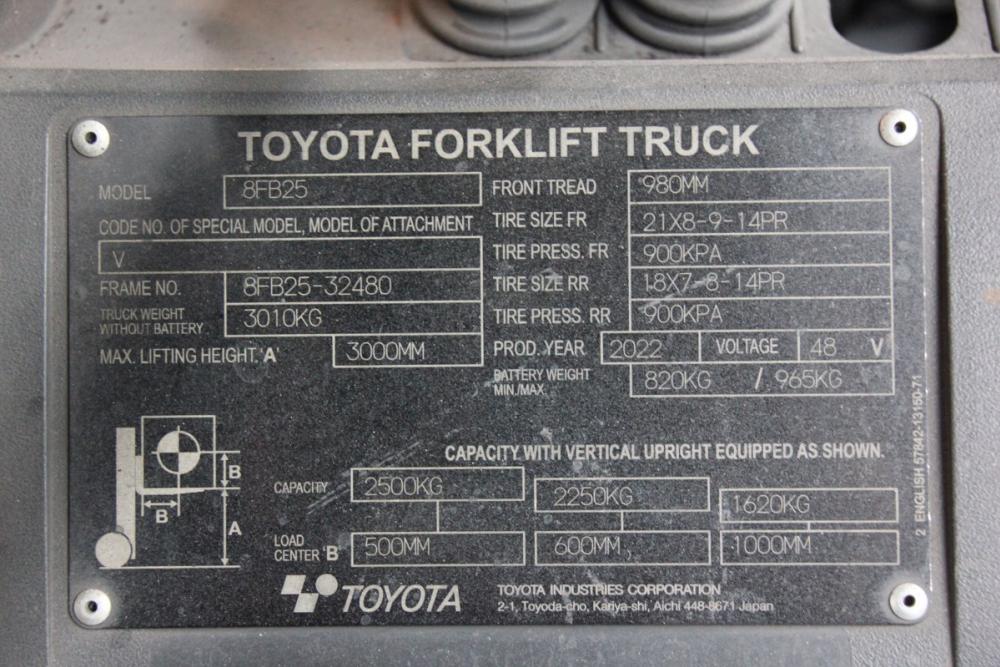 TOYOTA FORKLIFT TRUCK
MODEL 8FB25
CODE NO. OF SPECIAL MODEL, MODEL OF ATTACHMENT
V
FRAME NO. 8FB25-32480
TRUCK WEIGHT WITHOUT BATTERY 3010KG
MAX. LIFTING HEIGHT 'A' 3000MM
FRONT TREAD 980MM
TIRE SIZE FR 21X8-9-14PR
TIRE PRESS. FR 900KPA
TIRE SIZE RR 18X7-8-14PR
TIRE PRESS. RR 900KPA
PROD. YEAR 2022 VOLTAGE 48 V
BATTERY WEIGHT MIN./MAX. 820KG / 965KG
B
B
A
CAPACITY WITH VERTICAL UPRIGHT EQUIPPED AS SHOWN.
CAPACITY 2500KG 2250KG 1620KG
LOAD CENTER 'B' 500MM 600MM 1000MM
TOYOTA
TOYOTA INDUSTRIES CORPORATION
2-1, Toyoda-cho, Kariya-shi, Aichi 448-8671 Japan
2 ENGLISH 57842-13150-71